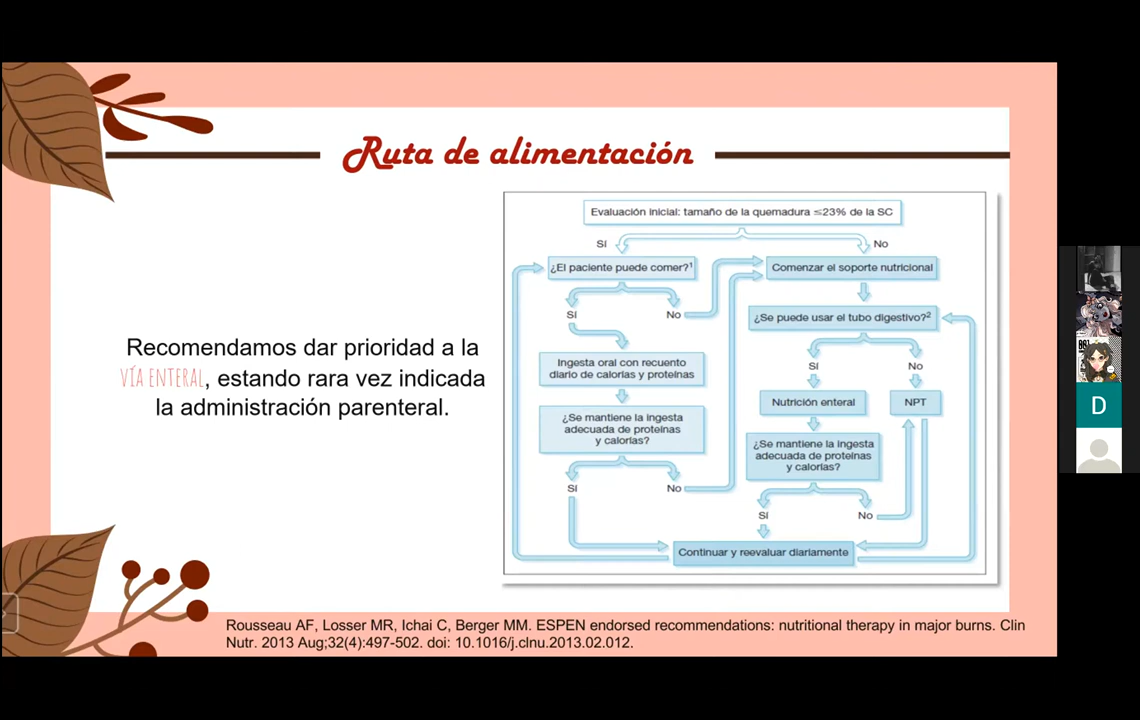 Ruta de alimentación
Recomendamos dar prioridad a la
VÍA ENTERAL, estando rara vez indicada
la administración parenteral.
Evaluación inicial: tamaño de la quemadura ≤23% de la SC
Sí
No
¿El paciente puede comer?¹
Comenzar el soporte nutricional
Sí
No
¿Se puede usar el tubo digestivo?²
Ingesta oral con recuento
diario de calorías y proteínas
Sí
No
Nutrición enteral
NPT
¿Se mantiene la ingesta
adecuada de proteínas
y calorías?
¿Se mantiene la ingesta
adecuada de proteínas
y calorías?
Sí
No
Sí
No
Continuar y reevaluar diariamente
Rousseau AF, Losser MR, Ichai C, Berger MM. ESPEN endorsed recommendations: nutritional therapy in major burns. Clin
Nutr. 2013 Aug;32(4):497-502. doi: 10.1016/j.clnu.2013.02.012.
D